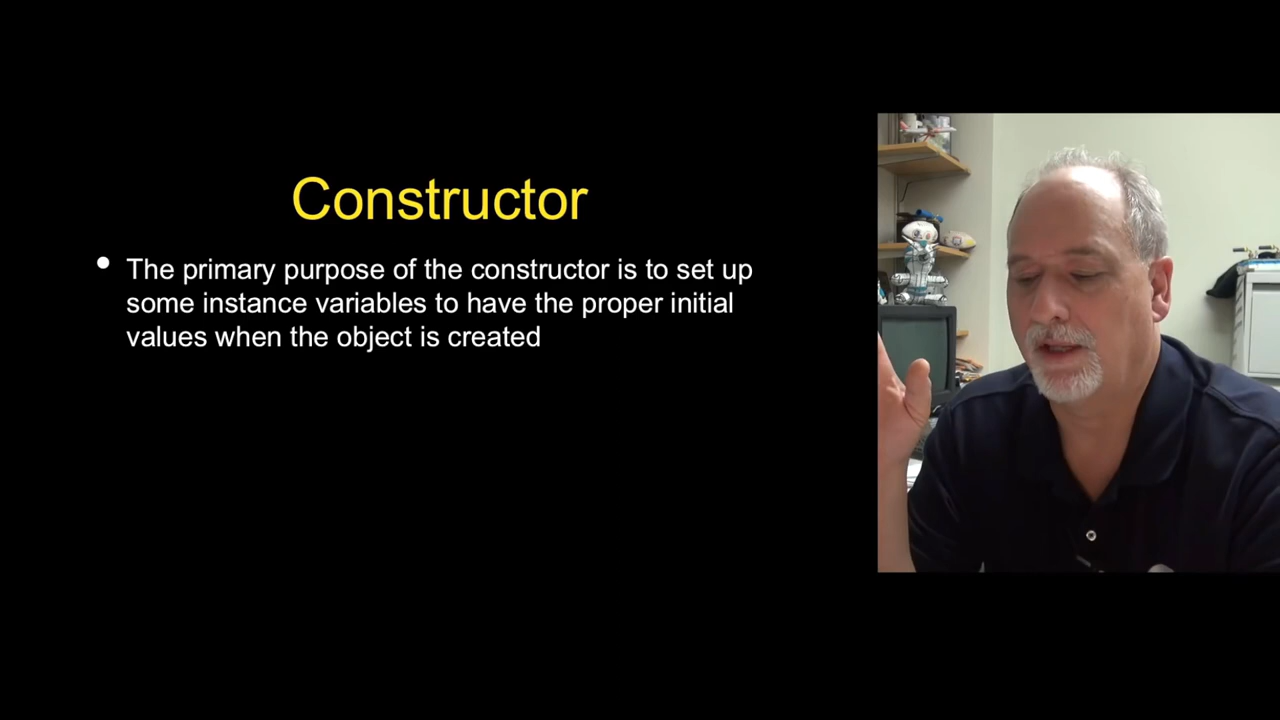 Constructor
• The primary purpose of the constructor is to set up
some instance variables to have the proper initial
values when the object is created